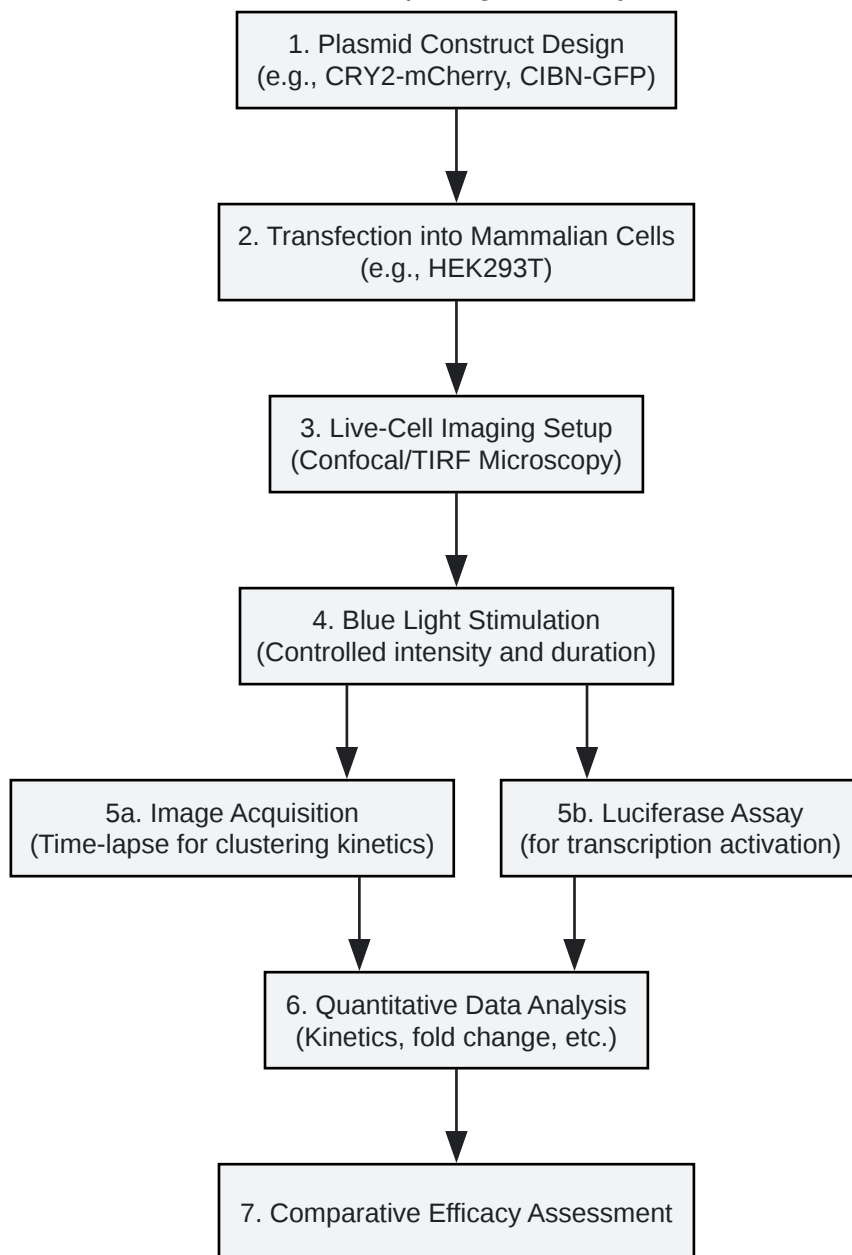 1. Plasmid Construct Design
(e.g., CRY2-mCherry, CIBN-GFP)
2. Transfection into Mammalian Cells
(e.g., HEK293T)
3. Live-Cell Imaging Setup
(Confocal/TIRF Microscopy)
4. Blue Light Stimulation
(Controlled intensity and duration)
5a. Image Acquisition
(Time-lapse for clustering kinetics)
5b. Luciferase Assay
(for transcription activation)
6. Quantitative Data Analysis
(Kinetics, fold change, etc.)
7. Comparative Efficacy Assessment